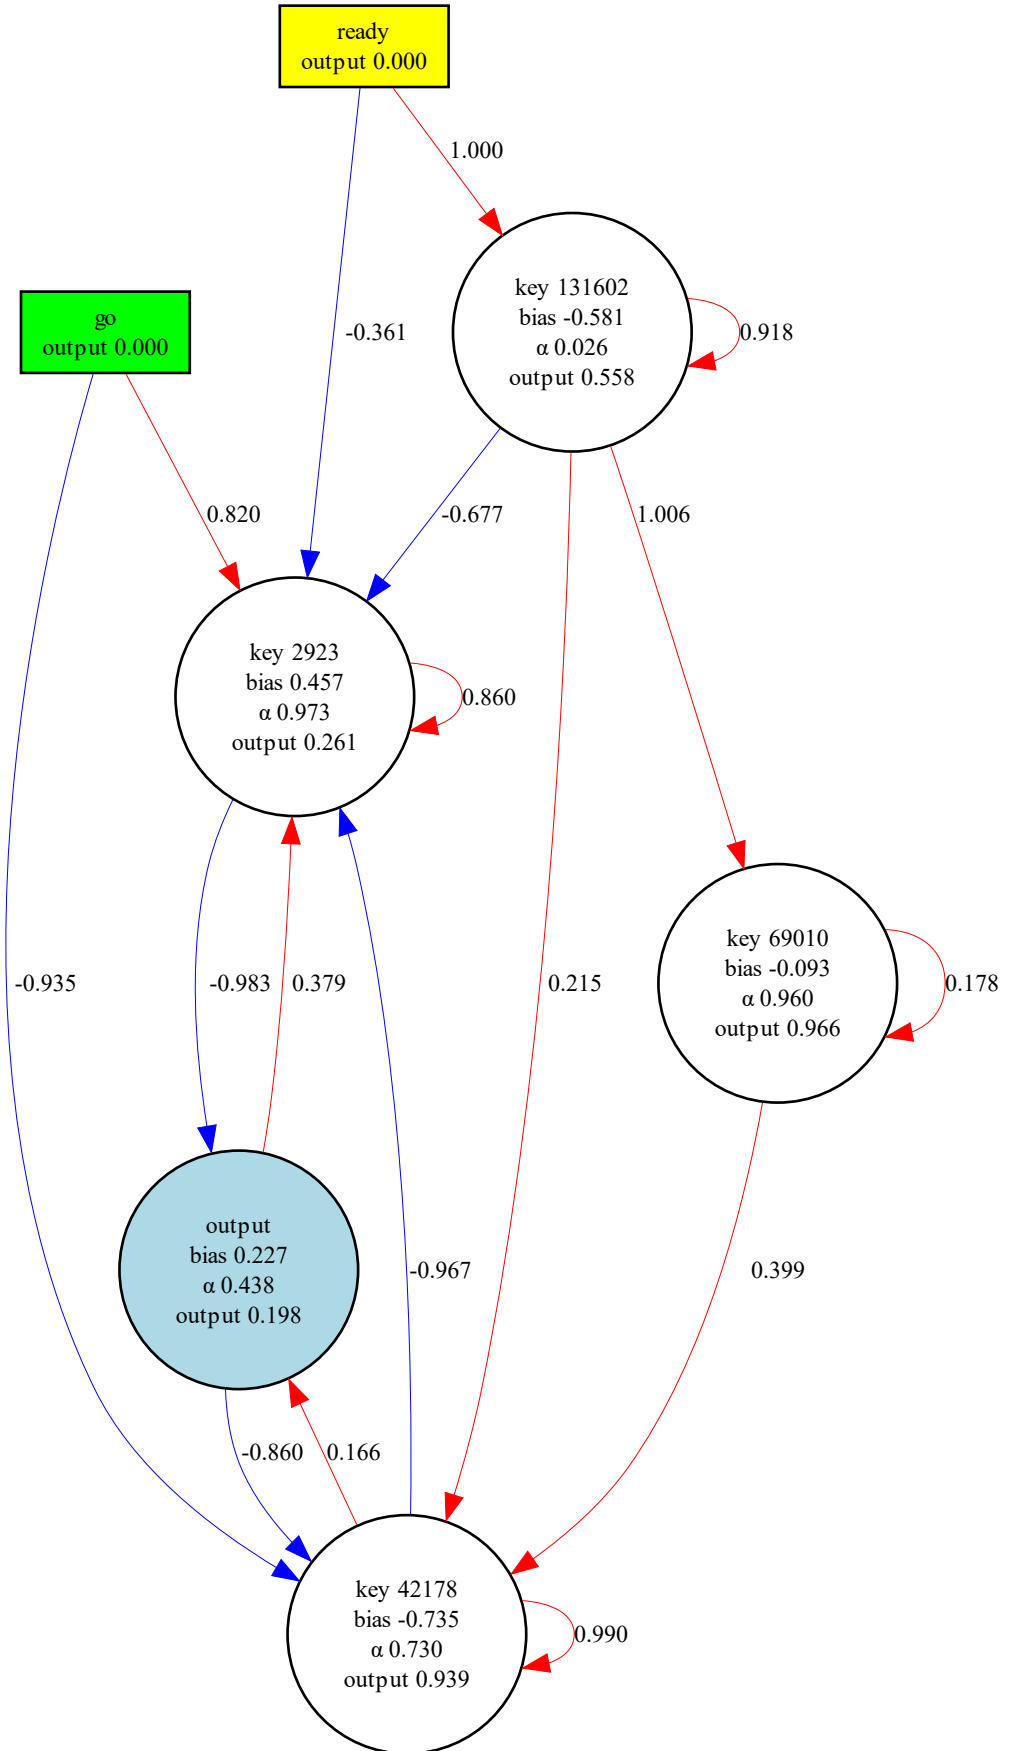 ready
output 0.000
1.000
key 131602
bias -0.581
α 0.026
output 0.558
0.918
go
output 0.000
-0.361
0.820
-0.677
1.006
key 2923
bias 0.457
α 0.973
output 0.261
0.860
key 69010
bias -0.093
α 0.960
output 0.966
0.178
-0.935
-0.983
0.379
0.215
output
bias 0.227
α 0.438
output 0.198
-0.967
0.399
-0.860
0.166
key 42178
bias -0.735
α 0.730
output 0.939
0.990